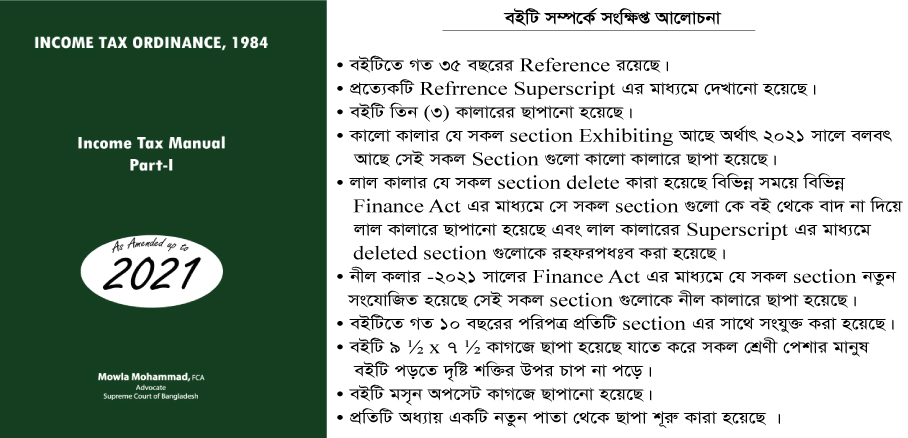 INCOME TAX ORDINANCE, 1984
Income Tax Manual
Part-I
As Amended up to
2021
Mowla Mohammad, FCA
Advocate
Supreme Court of Bangladesh
বইটি সম্পর্কে সংক্ষিপ্ত আলোচনা
• বইটিতে গত ৩৫ বছরের Reference রয়েছে।
• প্রত্যেকটি Refrrence Superscript এর মাধ্যমে দেখানো হয়েছে।
• বইটি তিন (৩) কালারের ছাপানো হয়েছে।
• কালো কালার যে সকল section Exhibiting আছে অর্থাৎ ২০২১ সালে বলবৎ
আছে সেই সকল Section গুলো কালো কালারে ছাপা হয়েছে।
• লাল কালার যে সকল section delete কারা হয়েছে বিভিন্ন সময়ে বিভিন্ন
Finance Act এর মাধ্যমে সে সকল section গুলো কে বই থেকে বাদ না দিয়ে
লাল কালারে ছাপানো হয়েছে এবং লাল কালারের Superscript এর মাধ্যমে
deleted section গুলোকে রহফরপধঃব করা হয়েছে।
• নীল কলার -২০২১ সালের Finance Act এর মাধ্যমে যে সকল section নতুন
সংযোজিত হয়েছে সেই সকল section গুলোকে নীল কালারে ছাপা হয়েছে।
• বইটিতে গত ১০ বছরের পরিপত্র প্রতিটি section এর সাথে সংযুক্ত করা হয়েছে।
• বইটি ৯ ½ x ৭ ½ কাগজে ছাপা হয়েছে যাতে করে সকল শ্রেণী পেশার মানুষ
বইটি পড়তে দৃষ্টি শক্তির উপর চাপ না পড়ে।
• বইটি মসৃন অপসেট কাগজে ছাপানো হয়েছে।
• প্রতিটি অধ্যায় একটি নতুন পাতা থেকে ছাপা শূরু কারা হয়েছে ।